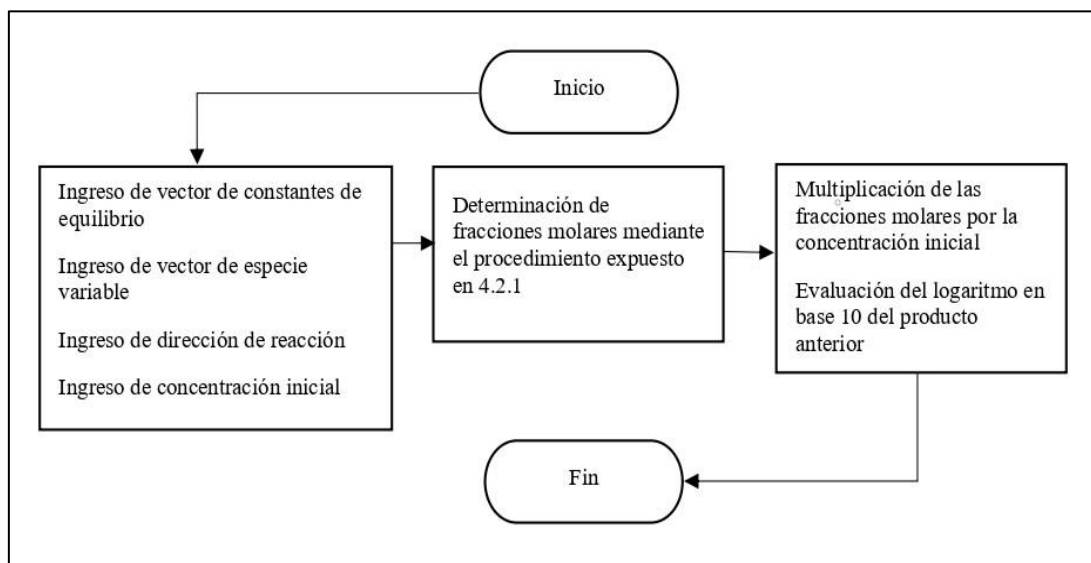 Inicio
Ingreso de vector de constantes de
equilibrio
Ingreso de vector de especie
variable
Ingreso de dirección de reacción
Ingreso de concentración inicial
Determinación de
fracciones molares mediante
el procedimiento expuesto
en 4.2.1
Multiplicación de las
fracciones molares por la
concentración inicial
Evaluación del logaritmo en
base 10 del producto
anterior
Fin